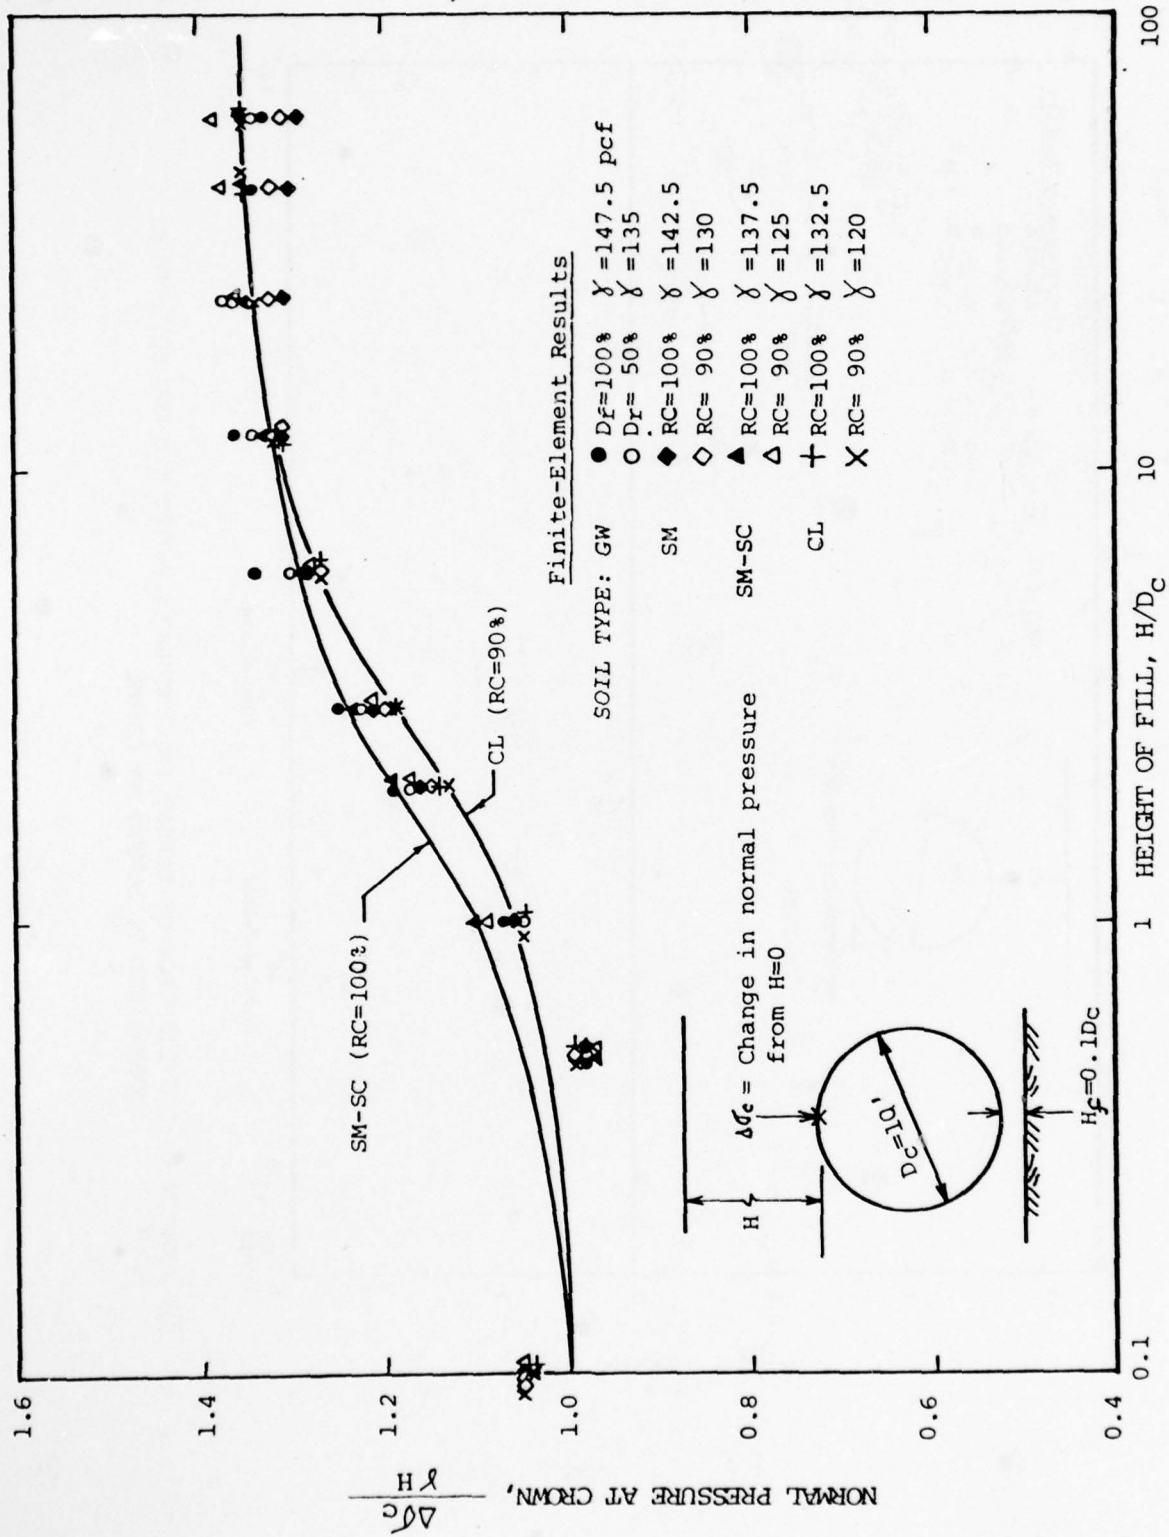 NORMAL PRESSURE AT CROWN, Δσc / γH
1.6
1.4
1.2
1.0
0.8
0.6
0.4
0.1
1
10
100
HEIGHT OF FILL, H/DC
SM-SC (RC=100%)
CL (RC=90%)
Finite-Element Results
SOIL TYPE: GW ● Dr=100% γ=147.5 pcf
○ Dr= 50% γ=135
SM ◆ RC=100% γ=142.5
◇ RC= 90% γ=130
SM-SC ▲ RC=100% γ=137.5
△ RC= 90% γ=125
CL + RC=100% γ=132.5
X RC= 90% γ=120
Δσc = Change in normal pressure
from H=0
H
DC=10'
Hf=0.1DC